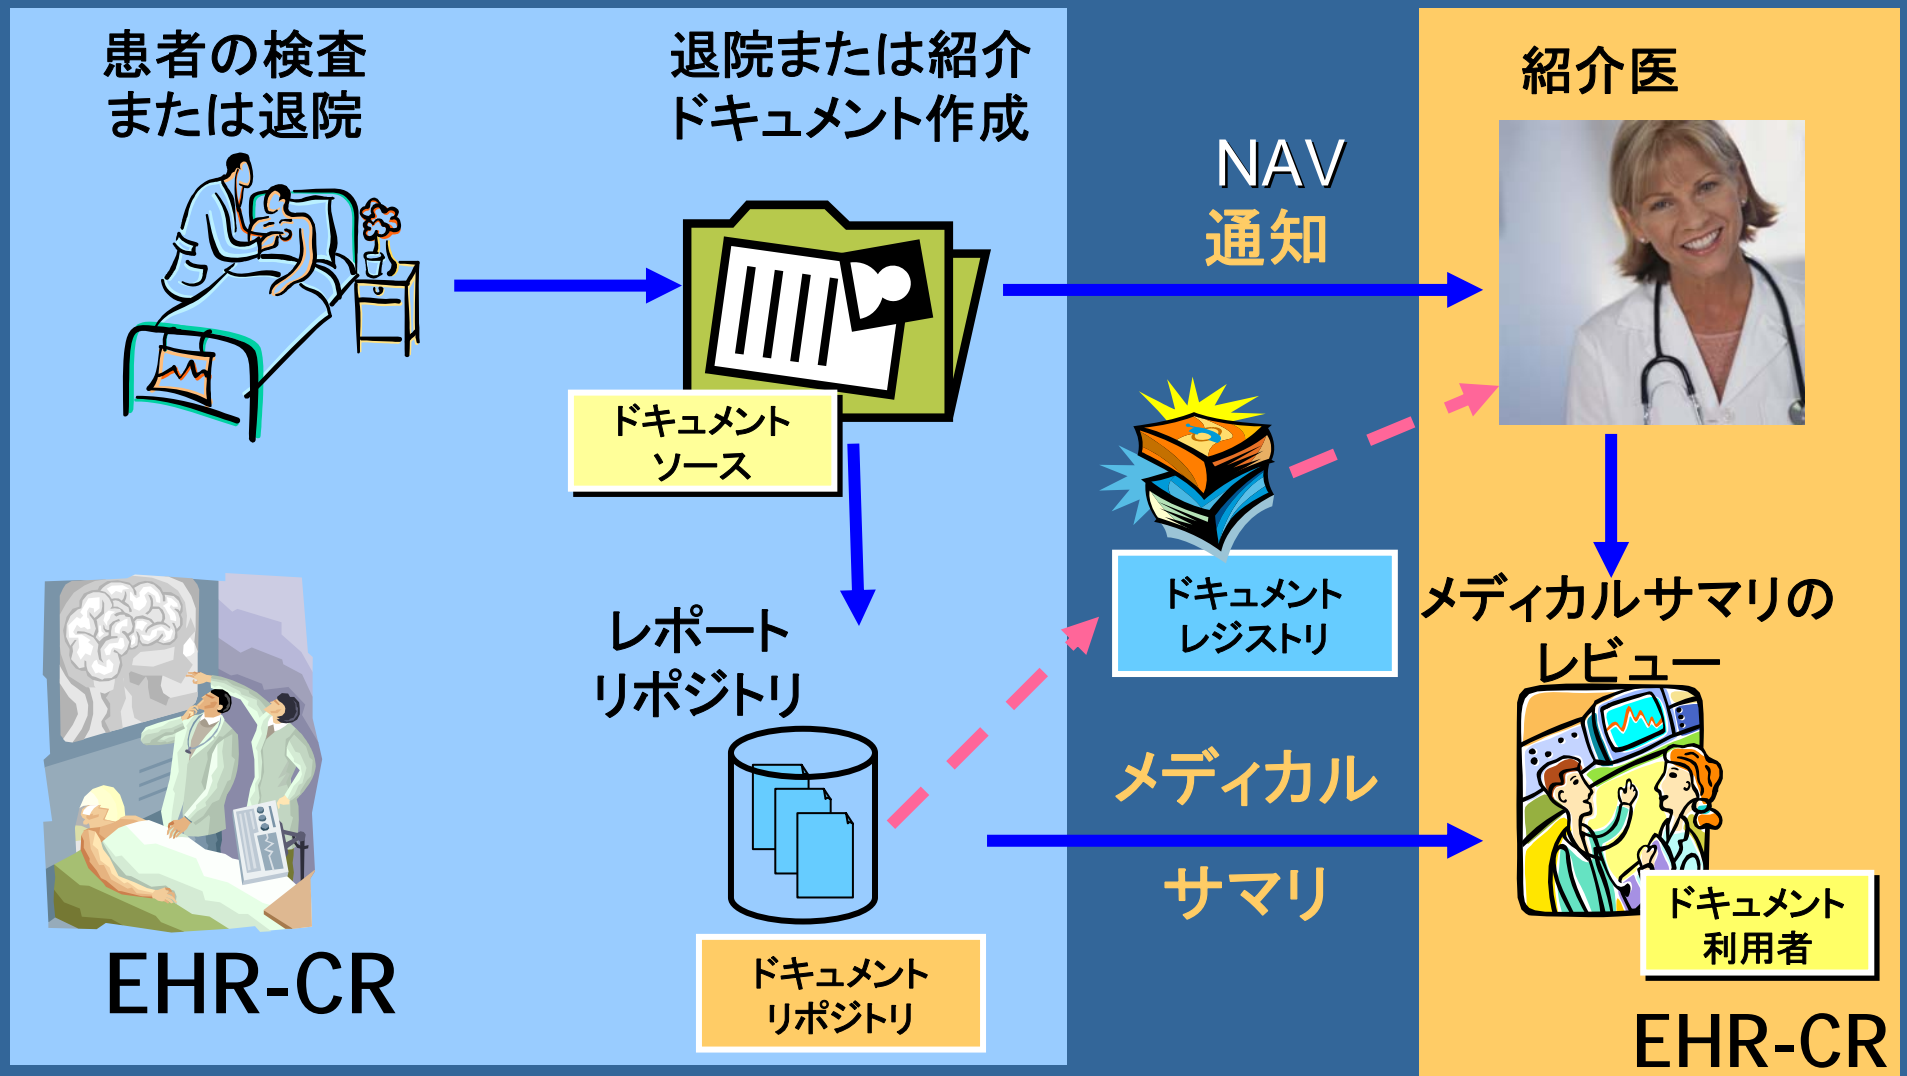 患者の検査
または退院
退院または紹介
ドキュメント作成
NAV
通知
紹介医
ドキュメント
ソース
レポート
リポジトリ
ドキュメント
レジストリ
メディカルサマリの
レビュー
メディカル
サマリ
ドキュメント
利用者
ドキュメント
リポジトリ
EHR-CR
EHR-CR